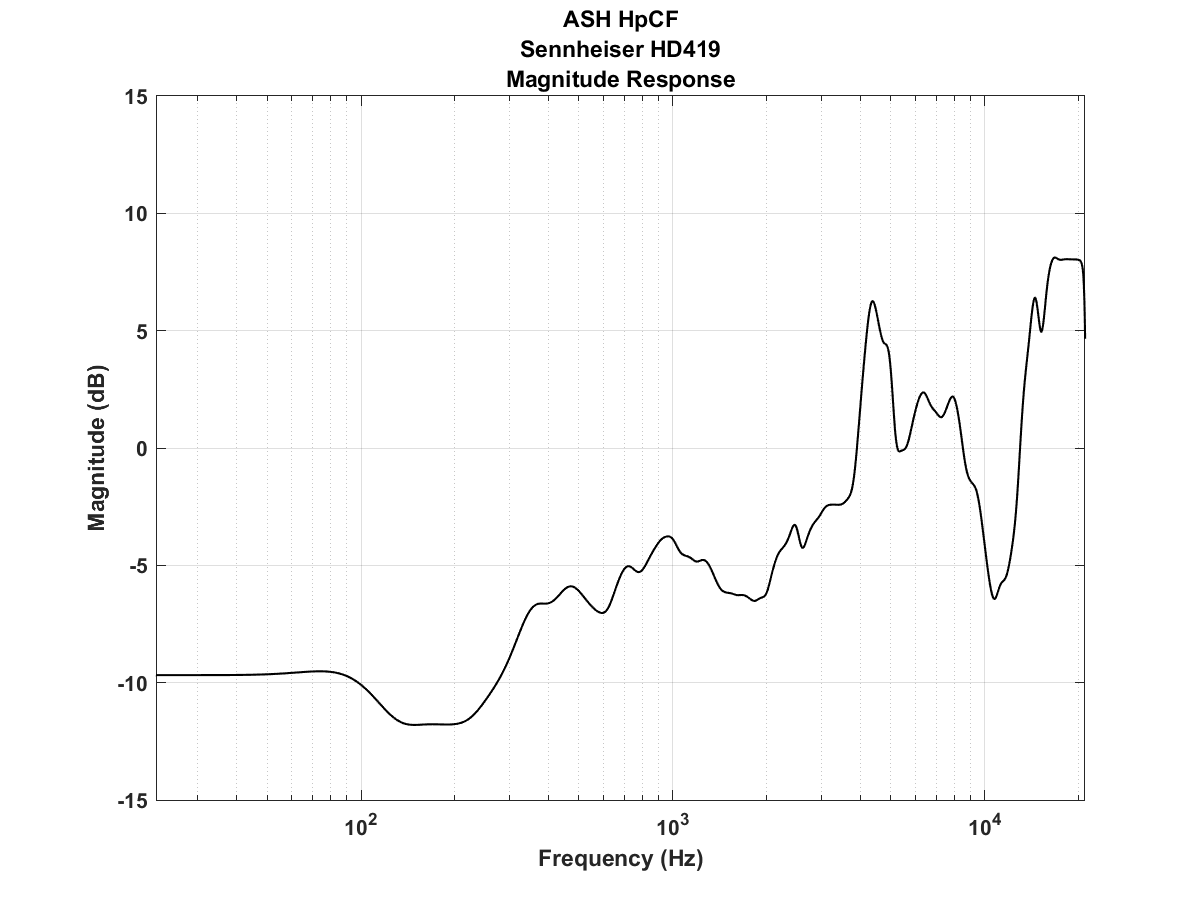 ASH HpCF
Sennheiser HD419
Magnitude Response
15
10
5
0
-5
-10
-15
Magnitude (dB)
10²
10³
10⁴
Frequency (Hz)